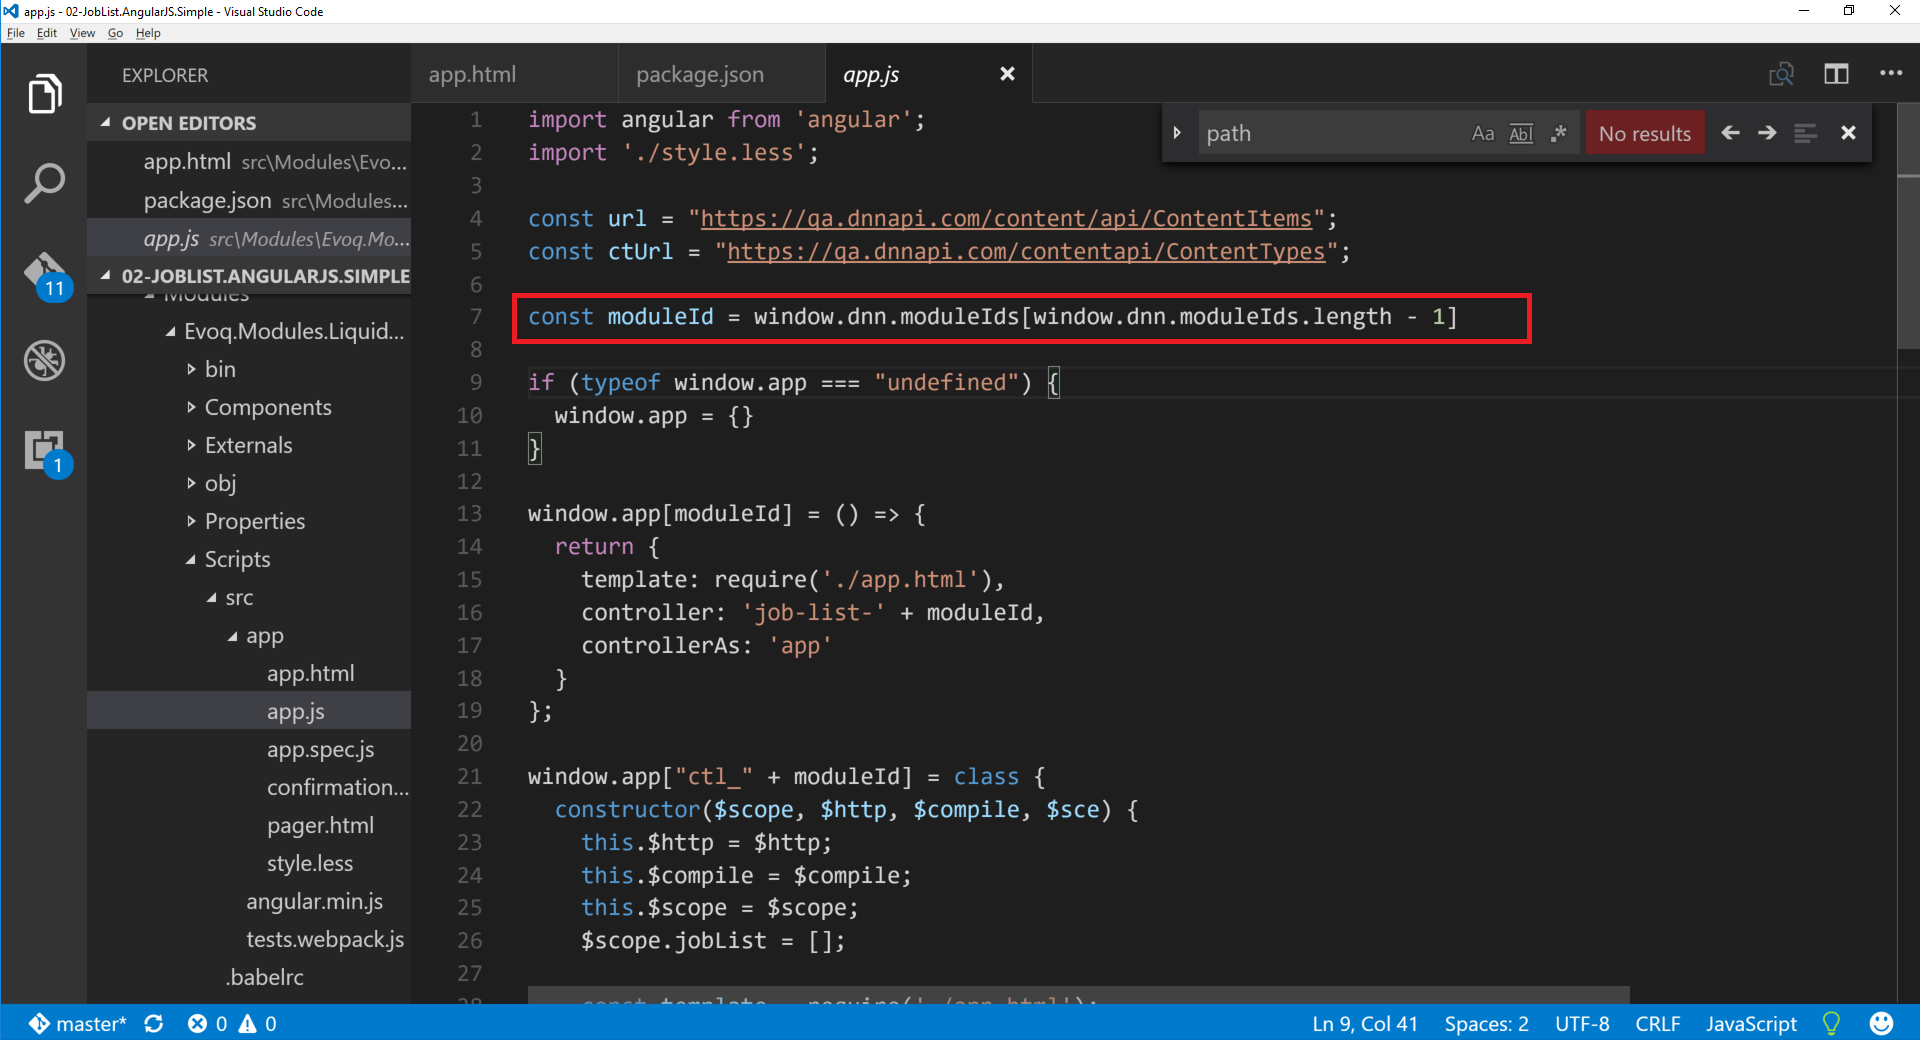 app.js - 02-JobList.AngularJS.Simple - Visual Studio Code
File Edit View Go Help
EXPLORER
OPEN EDITORS
app.html src\Modules\Evo...
package.json src\Modules...
app.js src\Modules\Evoq.Mo...
02-JOBLIST.ANGULARJS.SIMPLE
Modules
Evoq.Modules.Liquid...
bin
Components
Externals
obj
Properties
Scripts
src
app
app.html
app.js
app.spec.js
confirmation...
pager.html
style.less
angular.min.js
tests.webpack.js
.babelrc
11
1
app.html package.json app.js
path Aa Abl .* No results
1 import angular from 'angular';
2 import './style.less';
3
4 const url = "https://qa.dnnapi.com/content/api/ContentItems";
5 const ctUrl = "https://qa.dnnapi.com/contentapi/ContentTypes";
6
7 const moduleId = window.dnn.moduleIds[window.dnn.moduleIds.length - 1]
8
9 if (typeof window.app === "undefined") {
10 window.app = {}
11 }
12
13 window.app[moduleId] = () => {
14 return {
15 template: require('./app.html'),
16 controller: 'job-list-' + moduleId,
17 controllerAs: 'app'
18 }
19 };
20
21 window.app["ctl_" + moduleId] = class {
22 constructor($scope, $http, $compile, $sce) {
23 this.$http = $http;
24 this.$compile = $compile;
25 this.$scope = $scope;
26 $scope.jobList = [];
27
28 const template = require('./app.html');
master* 0 0 Ln 9, Col 41 Spaces: 2 UTF-8 CRLF JavaScript